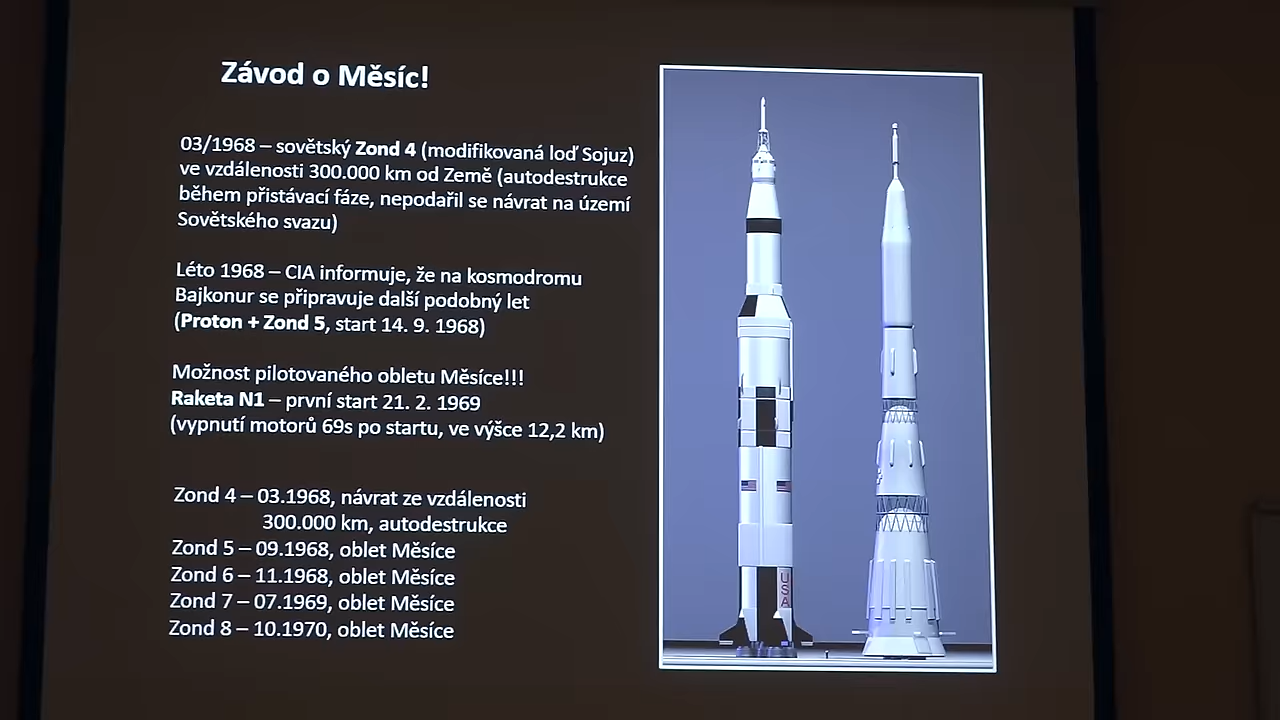 Závod o Měsíc!
03/1968 – sovětský Zond 4 (modifikovaná loď Sojuz)
ve vzdálenosti 300.000 km od Země (autodestrukce
během přistávací fáze, nepodařil se návrat na území
Sovětského svazu)
Léto 1968 – CIA informuje, že na kosmodromu
Bajkonur se připravuje další podobný let
(Proton + Zond 5, start 14. 9. 1968)
Možnost pilotovaného obletu Měsíce!!!
Raketa N1 – první start 21. 2. 1969
(vypnutí motorů 69s po startu, ve výšce 12,2 km)
Zond 4 – 03.1968, návrat ze vzdálenosti
300.000 km, autodestrukce
Zond 5 – 09.1968, oblet Měsíce
Zond 6 – 11.1968, oblet Měsíce
Zond 7 – 07.1969, oblet Měsíce
Zond 8 – 10.1970, oblet Měsíce
USA